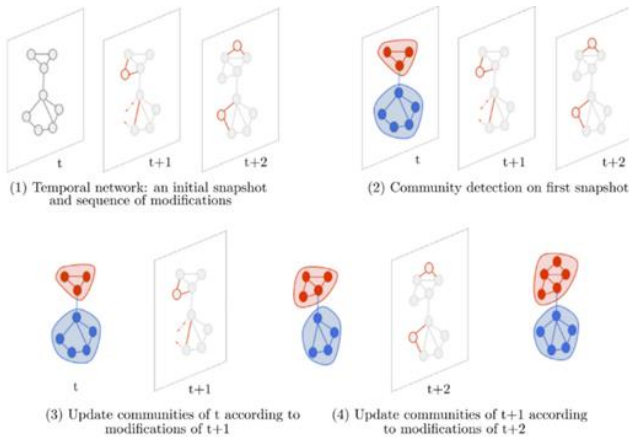 t
t+1
t+2
(1) Temporal network: an initial snapshot
and sequence of modifications
t
t+1
t+2
(2) Community detection on first snapshot
t
t+1
(3) Update communities of t according to
modifications of t+1
t+2
(4) Update communities of t+1 according
to modifications of t+2